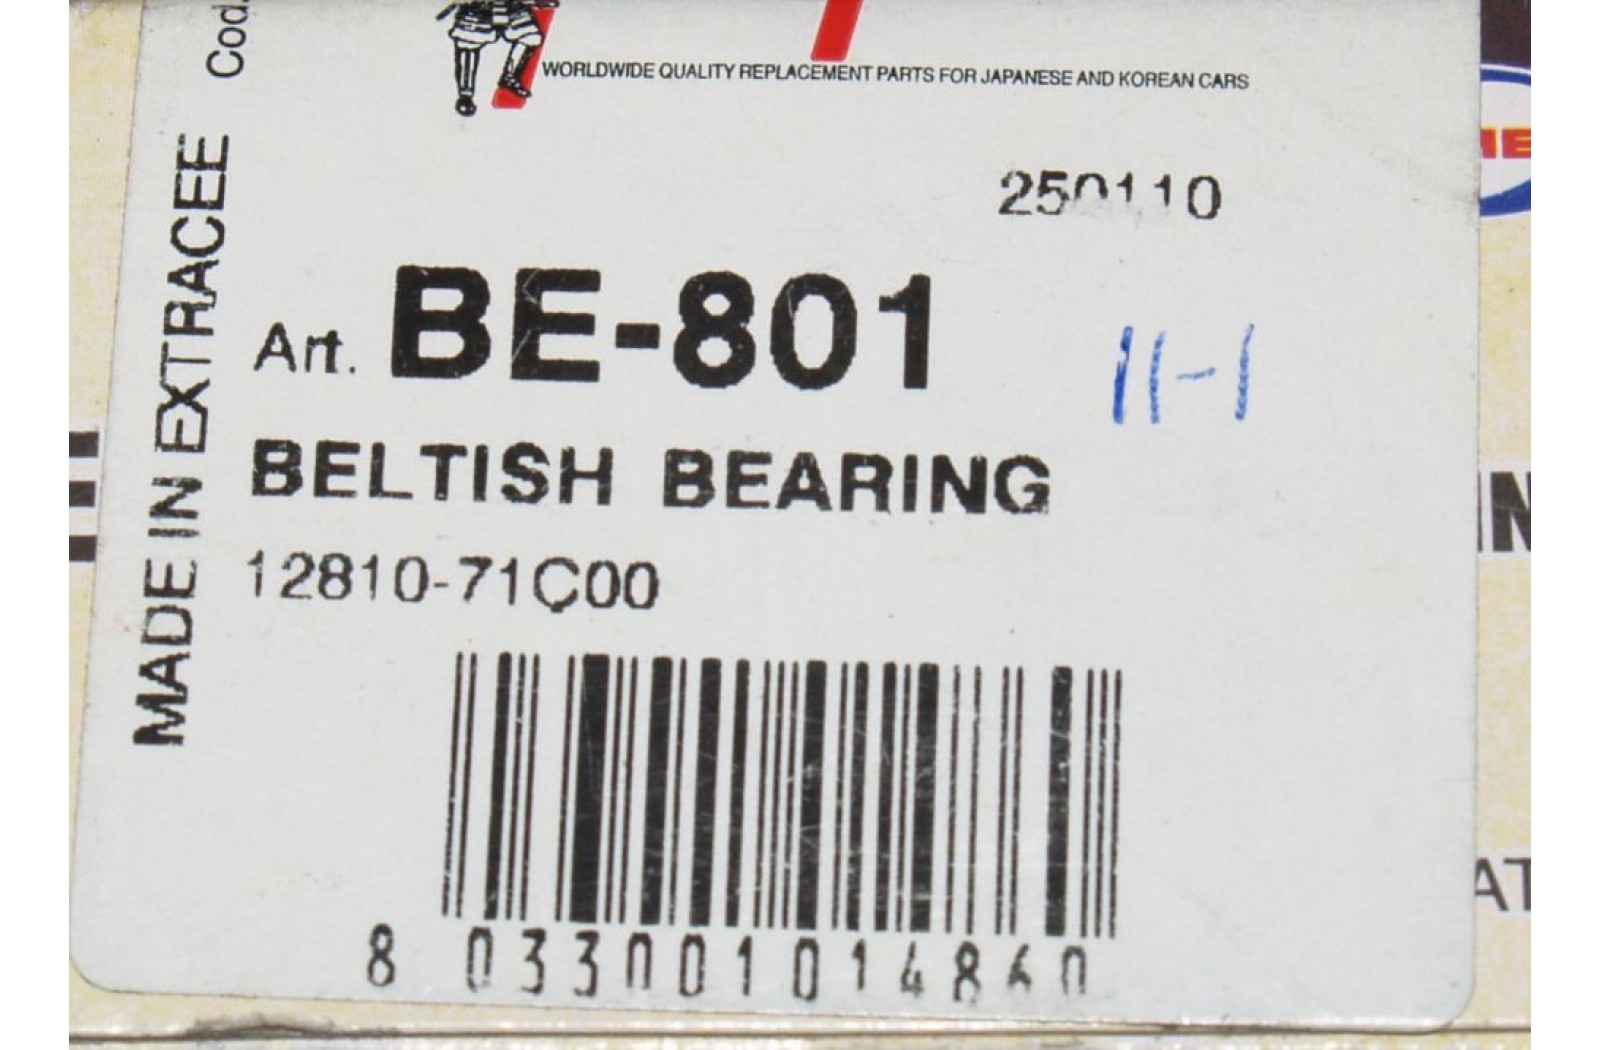 Cod.
WORLDWIDE QUALITY REPLACEMENT PARTS FOR JAPANESE AND KOREAN CARS
250110
MADE IN EXTRACEE
Art. BE-801
11-1
BELTISH BEARING
12810-71C00
8 033001014860